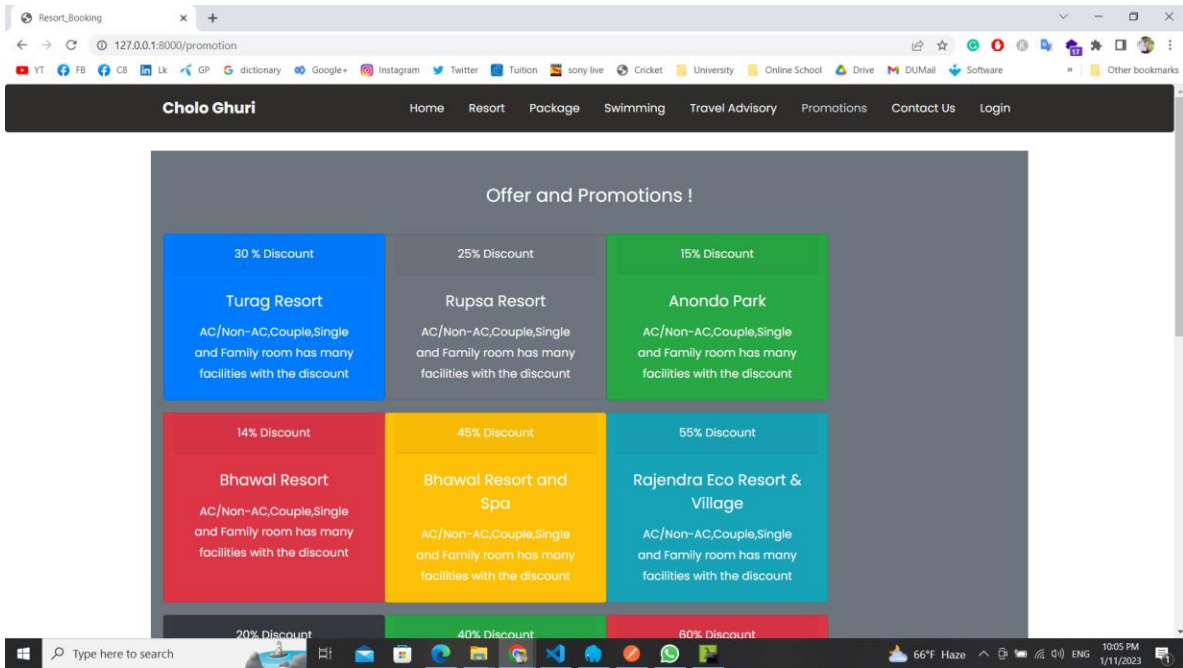 Resort_Booking
127.0.0.1:8000/promotion
YT FB C8 Lk GP dictionary Google+ Instagram Twitter Tuition sony live Cricket University Online School Drive DUMail Software » Other bookmarks
17
Cholo Ghuri Home Resort Package Swimming Travel Advisory Promotions Contact Us Login
Offer and Promotions !
30 % Discount
Turag Resort
AC/Non-AC,Couple,Single
and Family room has many
facilities with the discount
25% Discount
Rupsa Resort
AC/Non-AC,Couple,Single
and Family room has many
facilities with the discount
15% Discount
Anondo Park
AC/Non-AC,Couple,Single
and Family room has many
facilities with the discount
14% Discount
Bhawal Resort
AC/Non-AC,Couple,Single
and Family room has many
facilities with the discount
45% Discount
Bhawal Resort and
Spa
AC/Non-AC,Couple,Single
and Family room has many
facilities with the discount
55% Discount
Rajendra Eco Resort &
Village
AC/Non-AC,Couple,Single
and Family room has many
facilities with the discount
20% Discount
40% Discount
60% Discount
Type here to search
66°F Haze
ENG
10:05 PM
1/11/2023